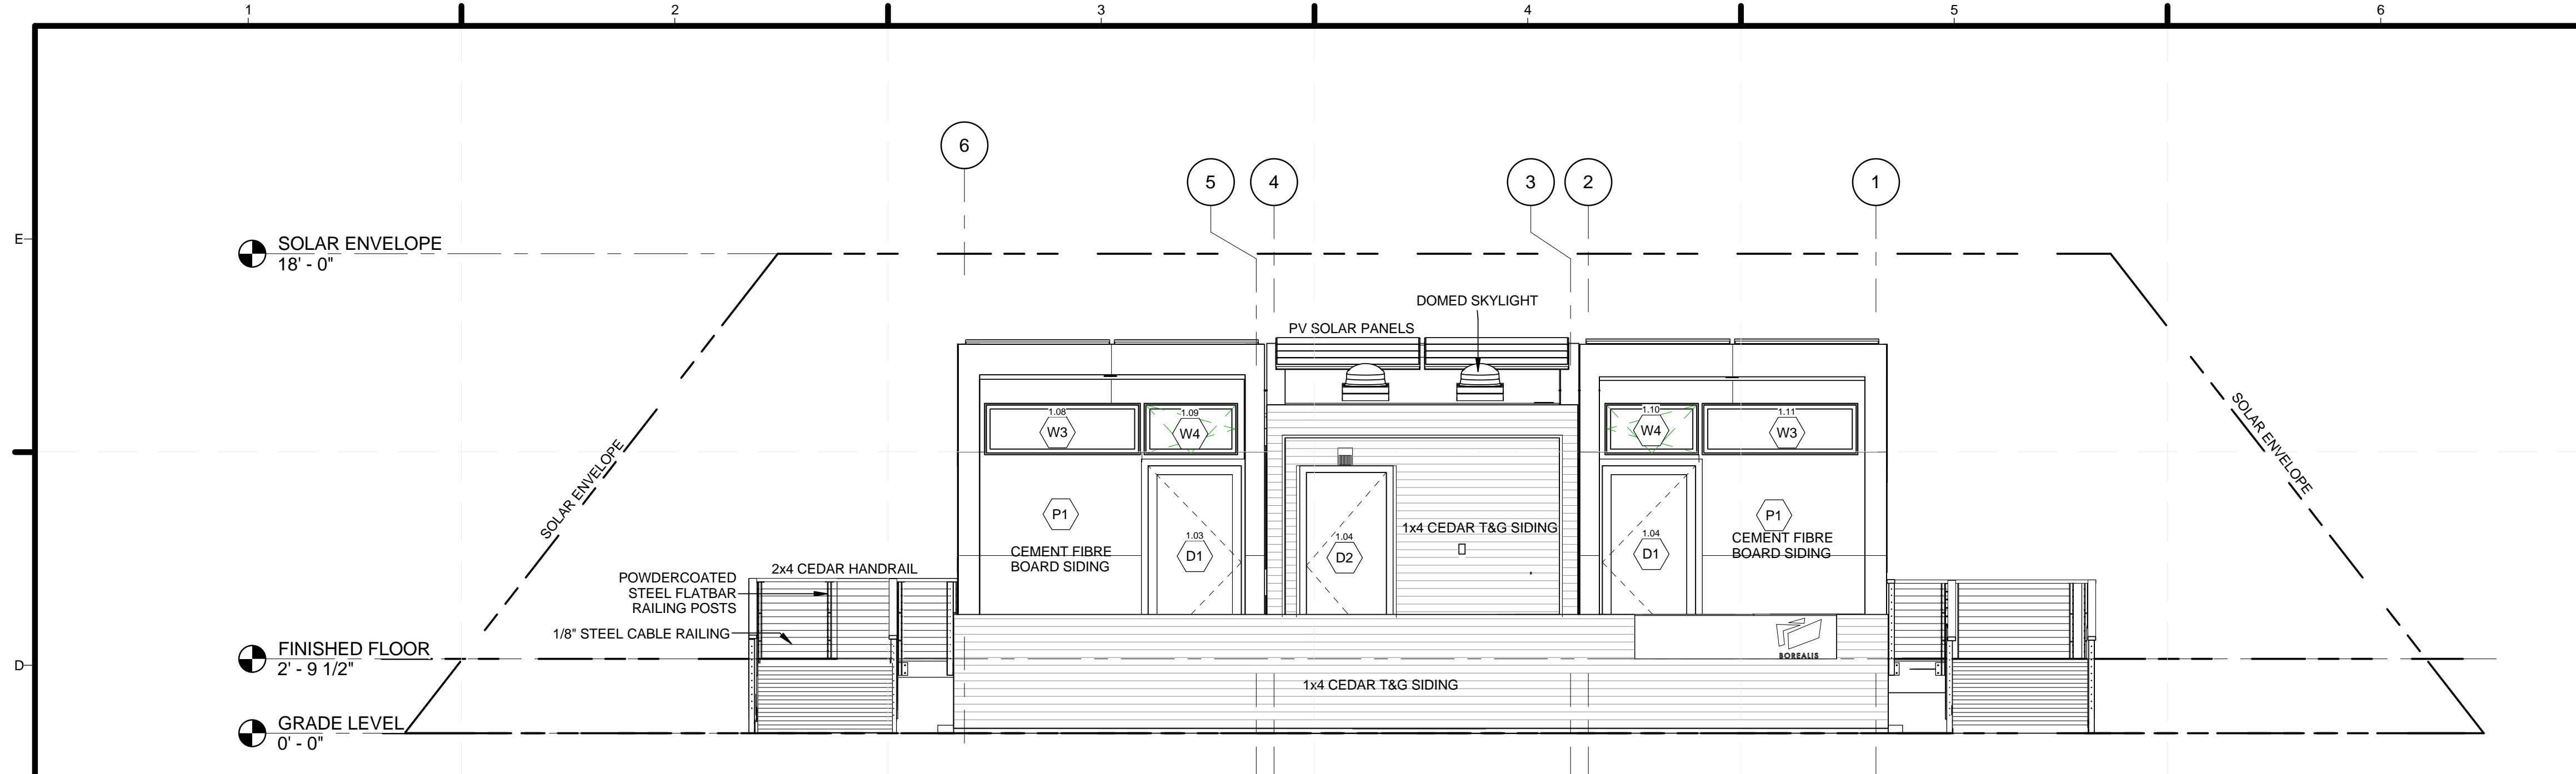 1 2 3 4 5 6
6
5 4 3 2 1
E
SOLAR ENVELOPE
18' - 0"
DOMED SKYLIGHT
PV SOLAR PANELS
1.08 1.09 1.10 1.11
W3 W4 W4 W3
SOLAR ENVELOPE
SOLAR ENVELOPE
P1
P1
1x4 CEDAR T&G SIDING
1.03 1.04 1.04
D1 D2 D1
CEMENT FIBRE
BOARD SIDING
CEMENT FIBRE
BOARD SIDING
2x4 CEDAR HANDRAIL
POWDERCOATED
STEEL FLATBAR
RAILING POSTS
1/8" STEEL CABLE RAILING
D
FINISHED FLOOR
2' - 9 1/2"
BOREALIS
1x4 CEDAR T&G SIDING
GRADE LEVEL
0' - 0"